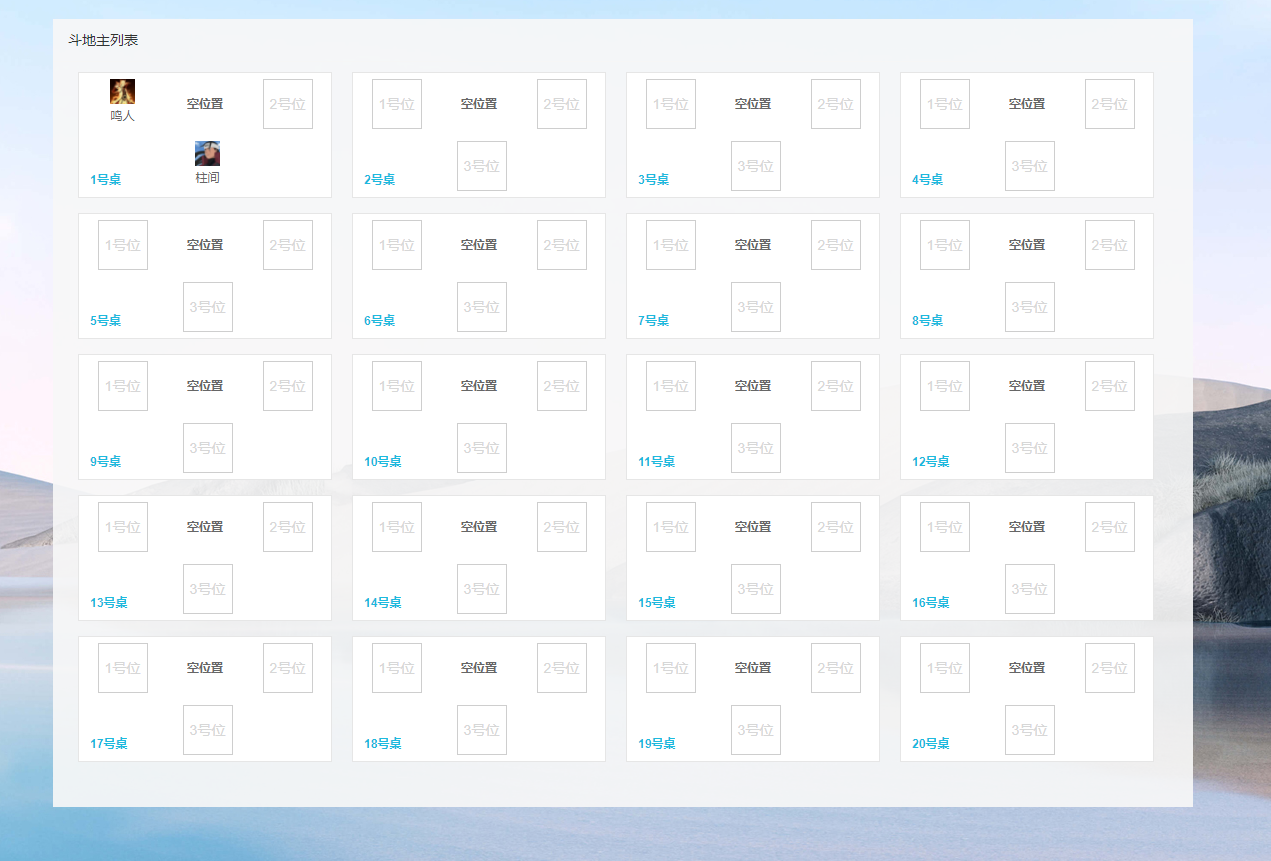 斗地主列表
空位置 2号位
鸣人
1号桌 柱间
1号位 空位置 2号位
3号位
2号桌
1号位 空位置 2号位
3号位
3号桌
1号位 空位置 2号位
3号位
4号桌
1号位 空位置 2号位
3号位
5号桌
1号位 空位置 2号位
3号位
6号桌
1号位 空位置 2号位
3号位
7号桌
1号位 空位置 2号位
3号位
8号桌
1号位 空位置 2号位
3号位
9号桌
1号位 空位置 2号位
3号位
10号桌
1号位 空位置 2号位
3号位
11号桌
1号位 空位置 2号位
3号位
12号桌
1号位 空位置 2号位
3号位
13号桌
1号位 空位置 2号位
3号位
14号桌
1号位 空位置 2号位
3号位
15号桌
1号位 空位置 2号位
3号位
16号桌
1号位 空位置 2号位
3号位
17号桌
1号位 空位置 2号位
3号位
18号桌
1号位 空位置 2号位
3号位
19号桌
1号位 空位置 2号位
3号位
20号桌